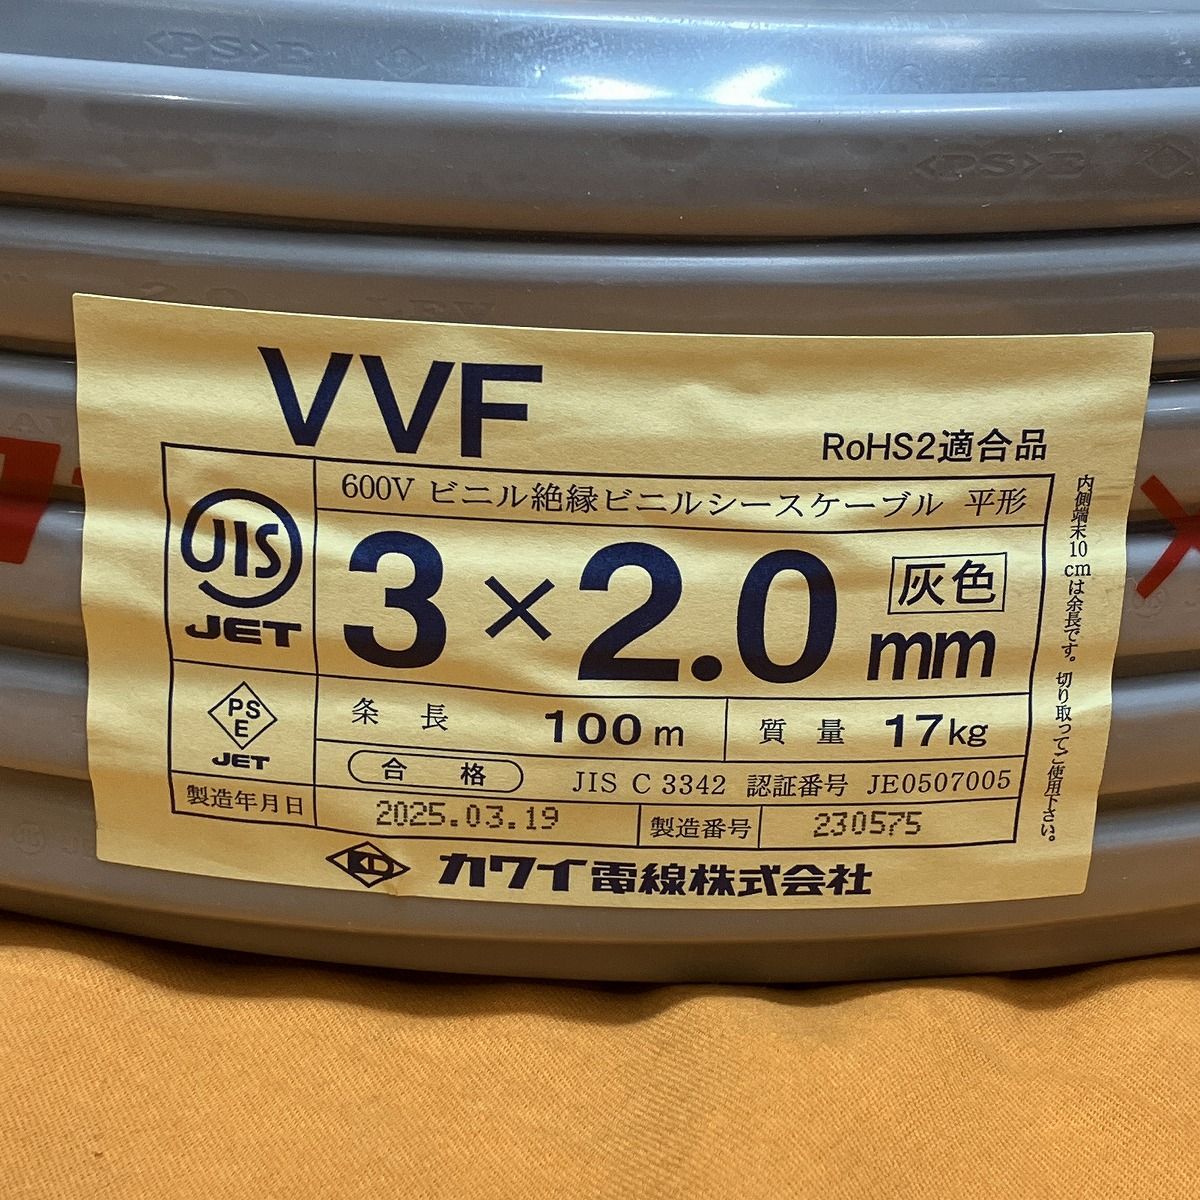 <PS>E
<PS>E
VVF
RoHS2適合品
JIS
JET
600V ビニル絶縁ビニルシースケーブル 平形
3×2.0mm
灰色
PS
E
JET
条長 100m
質量 17kg
合格
JIS C 3342 認証番号 JE0507005
製造年月日 2025.03.19
製造番号 230575
カワイ電線株式会社
内側端末10cmは余長です。切り取ってご使用下さい。